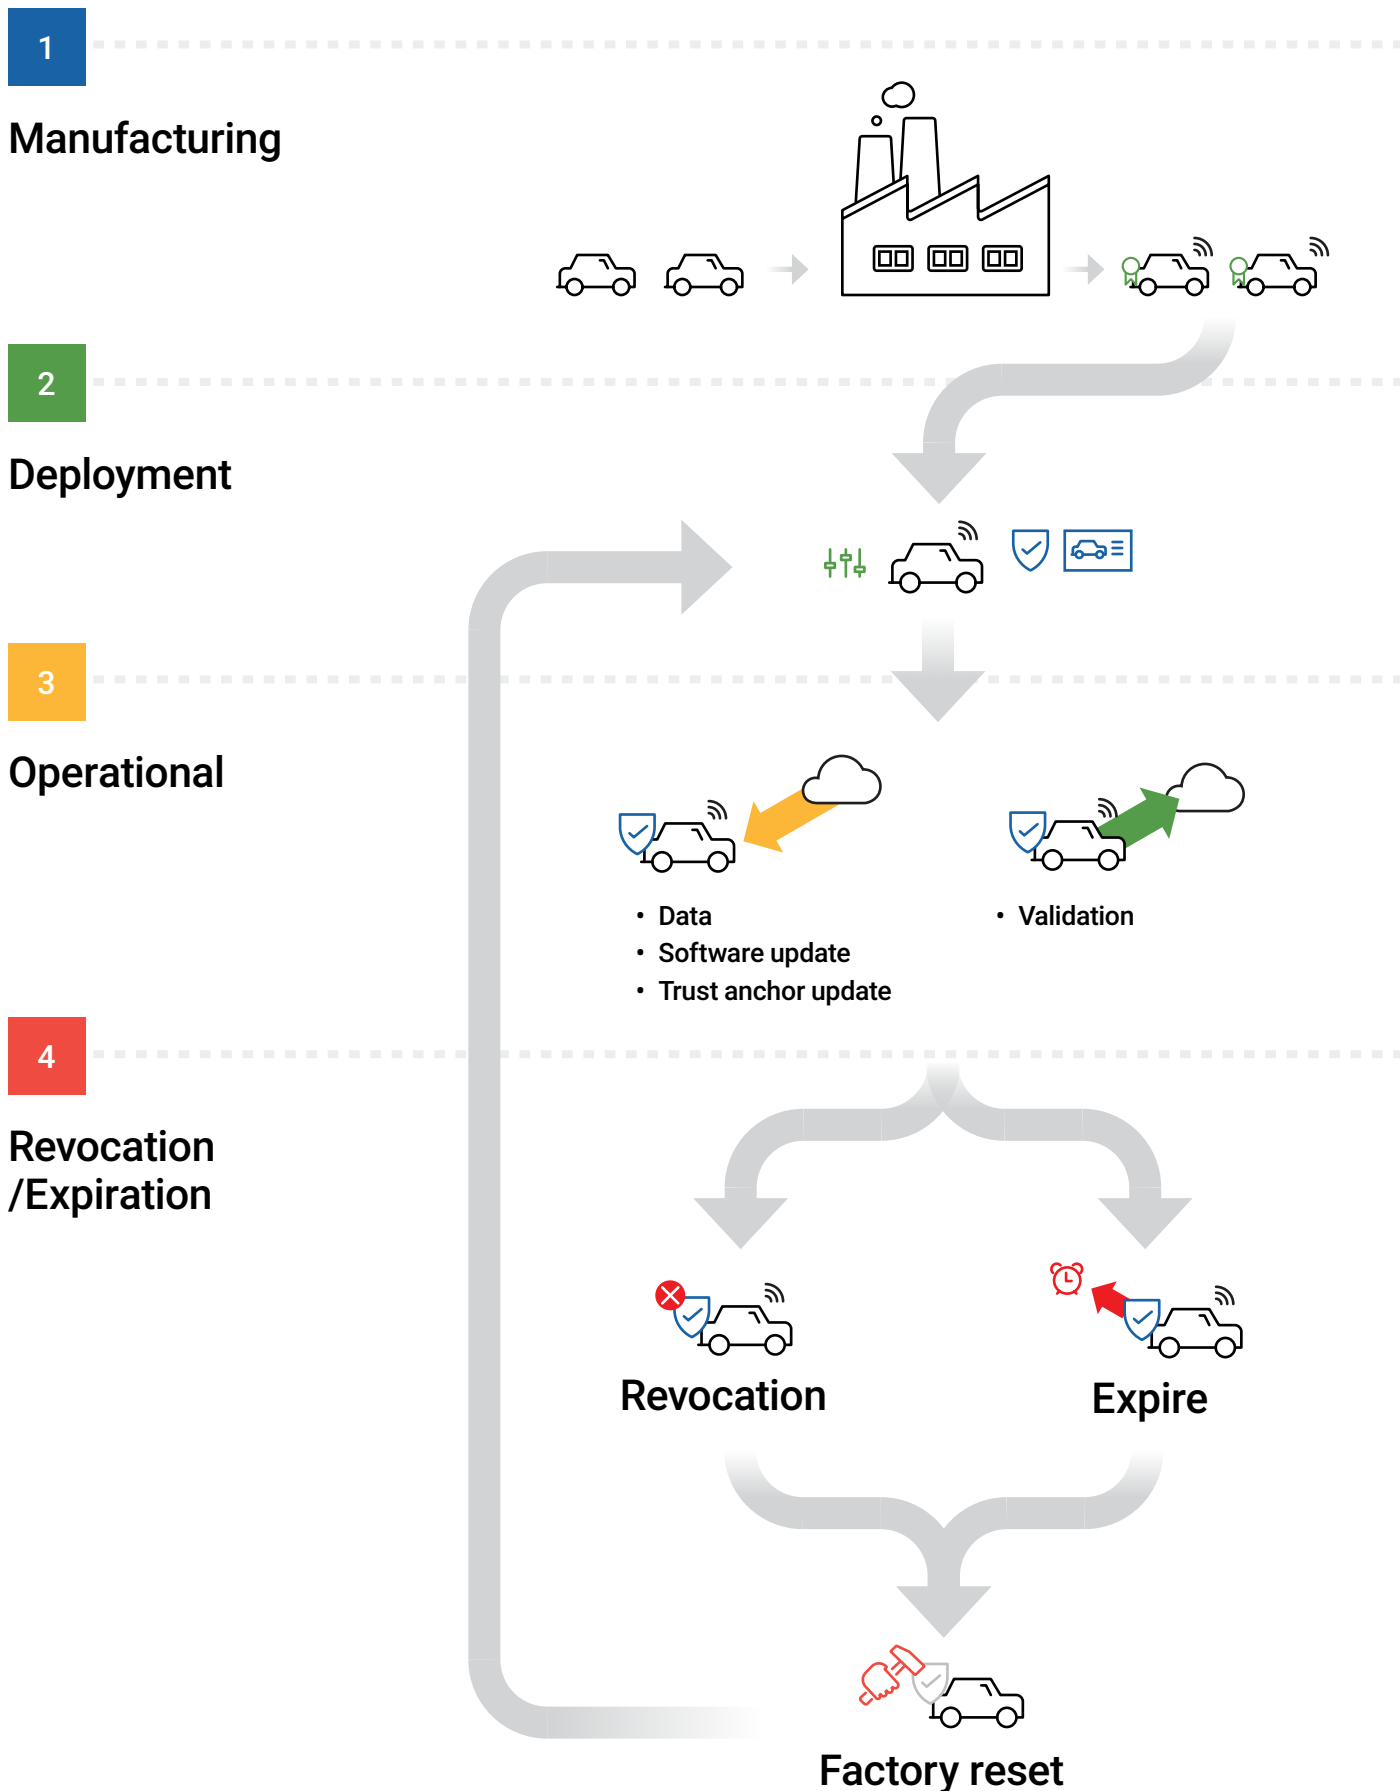 1
Manufacturing
2
Deployment
3
Operational
• Data
• Software update
• Trust anchor update
• Validation
4
Revocation
/Expiration
Revocation
Expire
Factory reset